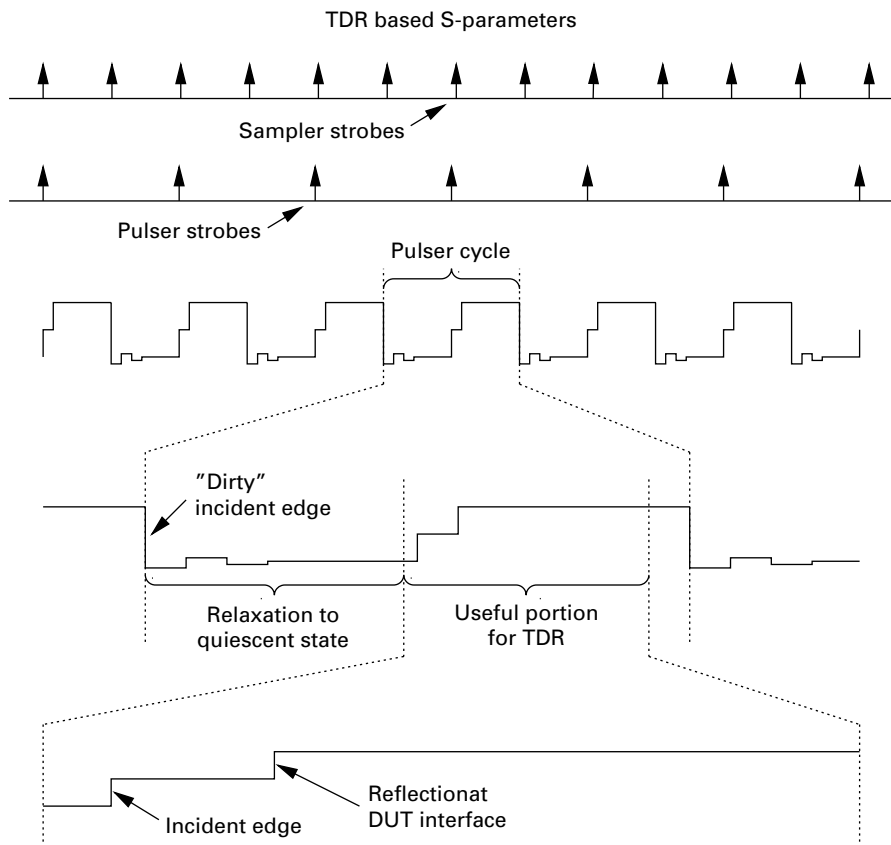 TDR based S-parameters
Sampler strobes
Pulser strobes
Pulser cycle
”Dirty”
incident edge
Relaxation to
quiescent state
Useful portion
for TDR
Reflectionat
DUT interface
Incident edge